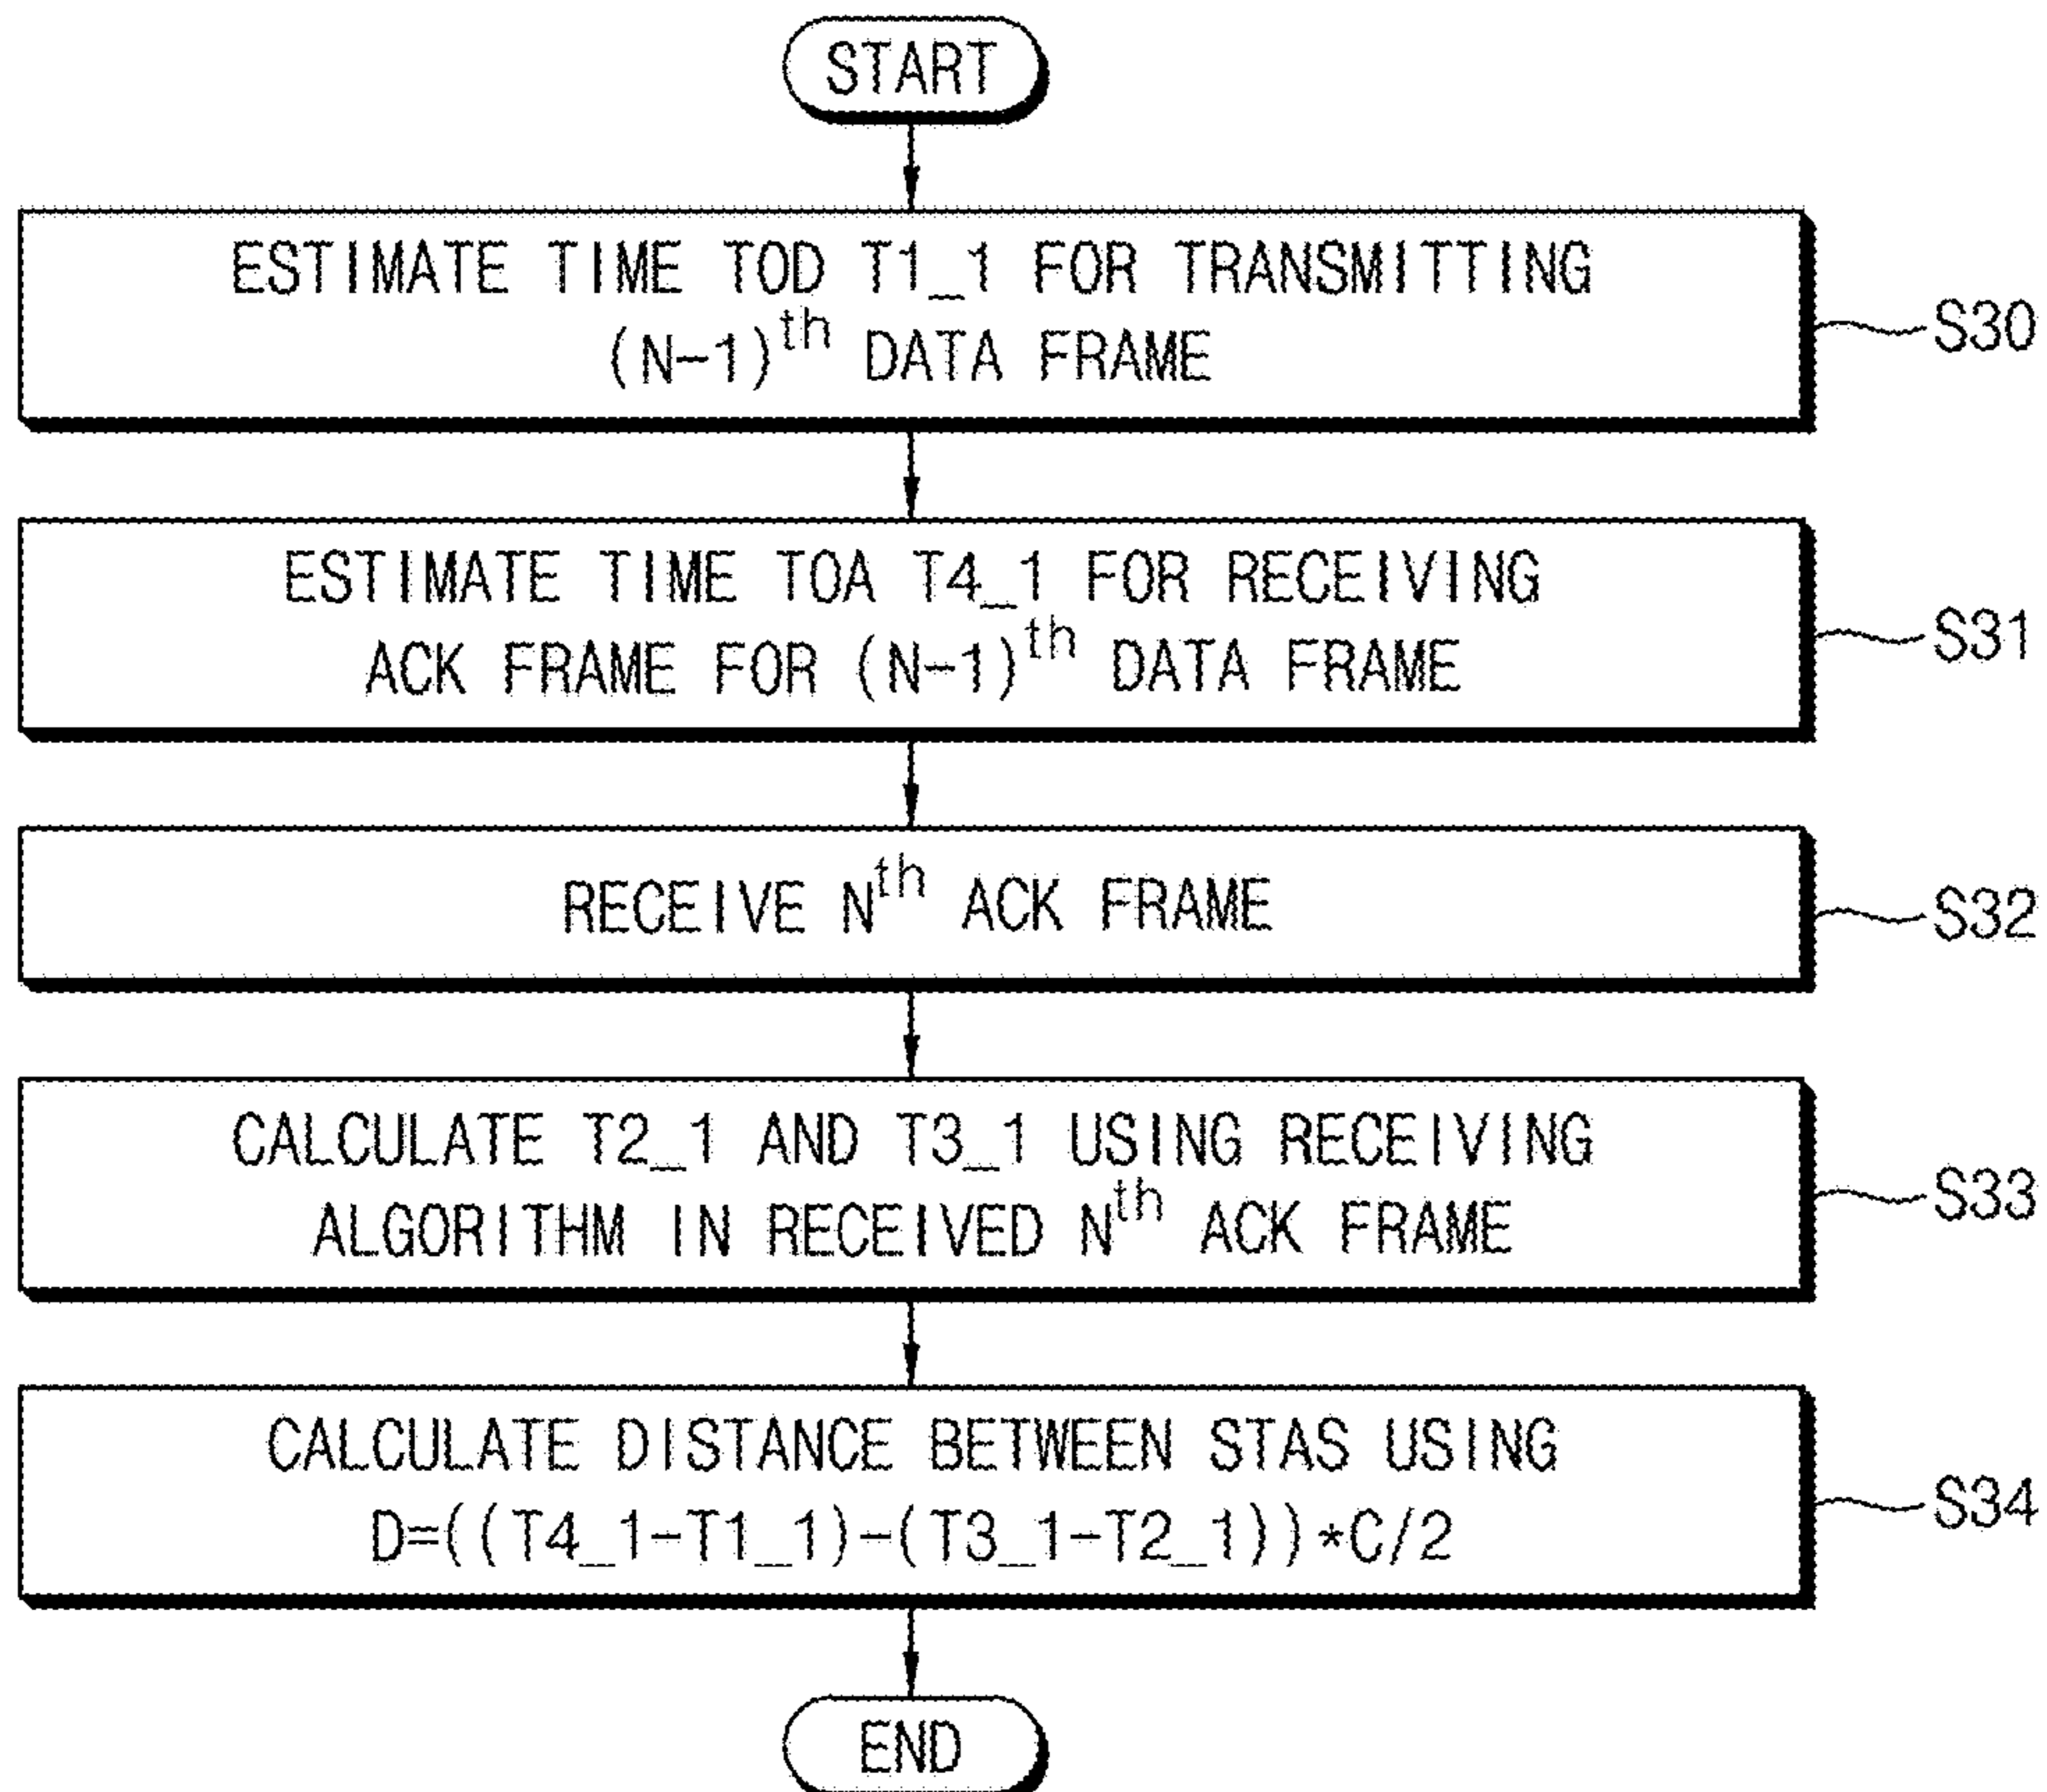 START
ESTIMATE TIME TOD T1_1 FOR TRANSMITTING
(N-1)th DATA FRAME
S30
ESTIMATE TIME TOA T4_1 FOR RECEIVING
ACK FRAME FOR (N-1)th DATA FRAME
S31
RECEIVE Nth ACK FRAME
S32
CALCULATE T2_1 AND T3_1 USING RECEIVING
ALGORITHM IN RECEIVED Nth ACK FRAME
S33
CALCULATE DISTANCE BETWEEN STAS USING
D=((T4_1-T1_1)-(T3_1-T2_1))*C/2
S34
END